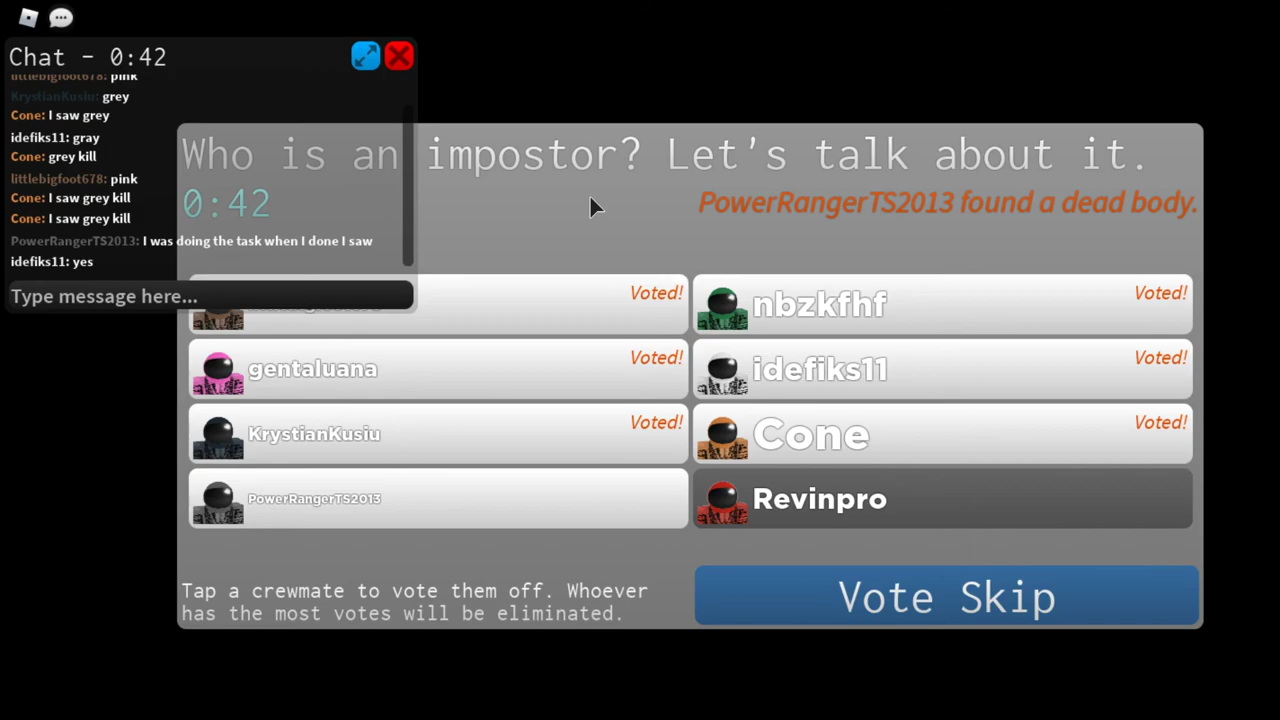 Chat - 0:42
littlebigfoot678: pink
KrystianKusiu: grey
Cone: I saw grey
idefiks11: gray
Cone: grey kill
littlebigfoot678: pink
Cone: I saw grey kill
Cone: I saw grey kill
PowerRangerTS2013: I was doing the task when I done I saw
idefiks11: yes
Type message here...
Who is an impostor? Let's talk about it.
0:42
PowerRangerTS2013 found a dead body.
Voted!
nbzkfhf
Voted!
gentaluana
Voted!
idefiks11
Voted!
KrystianKusiu
Voted!
Cone
Voted!
PowerRangerTS2013
Revinpro
Tap a crewmate to vote them off. Whoever
has the most votes will be eliminated.
Vote Skip